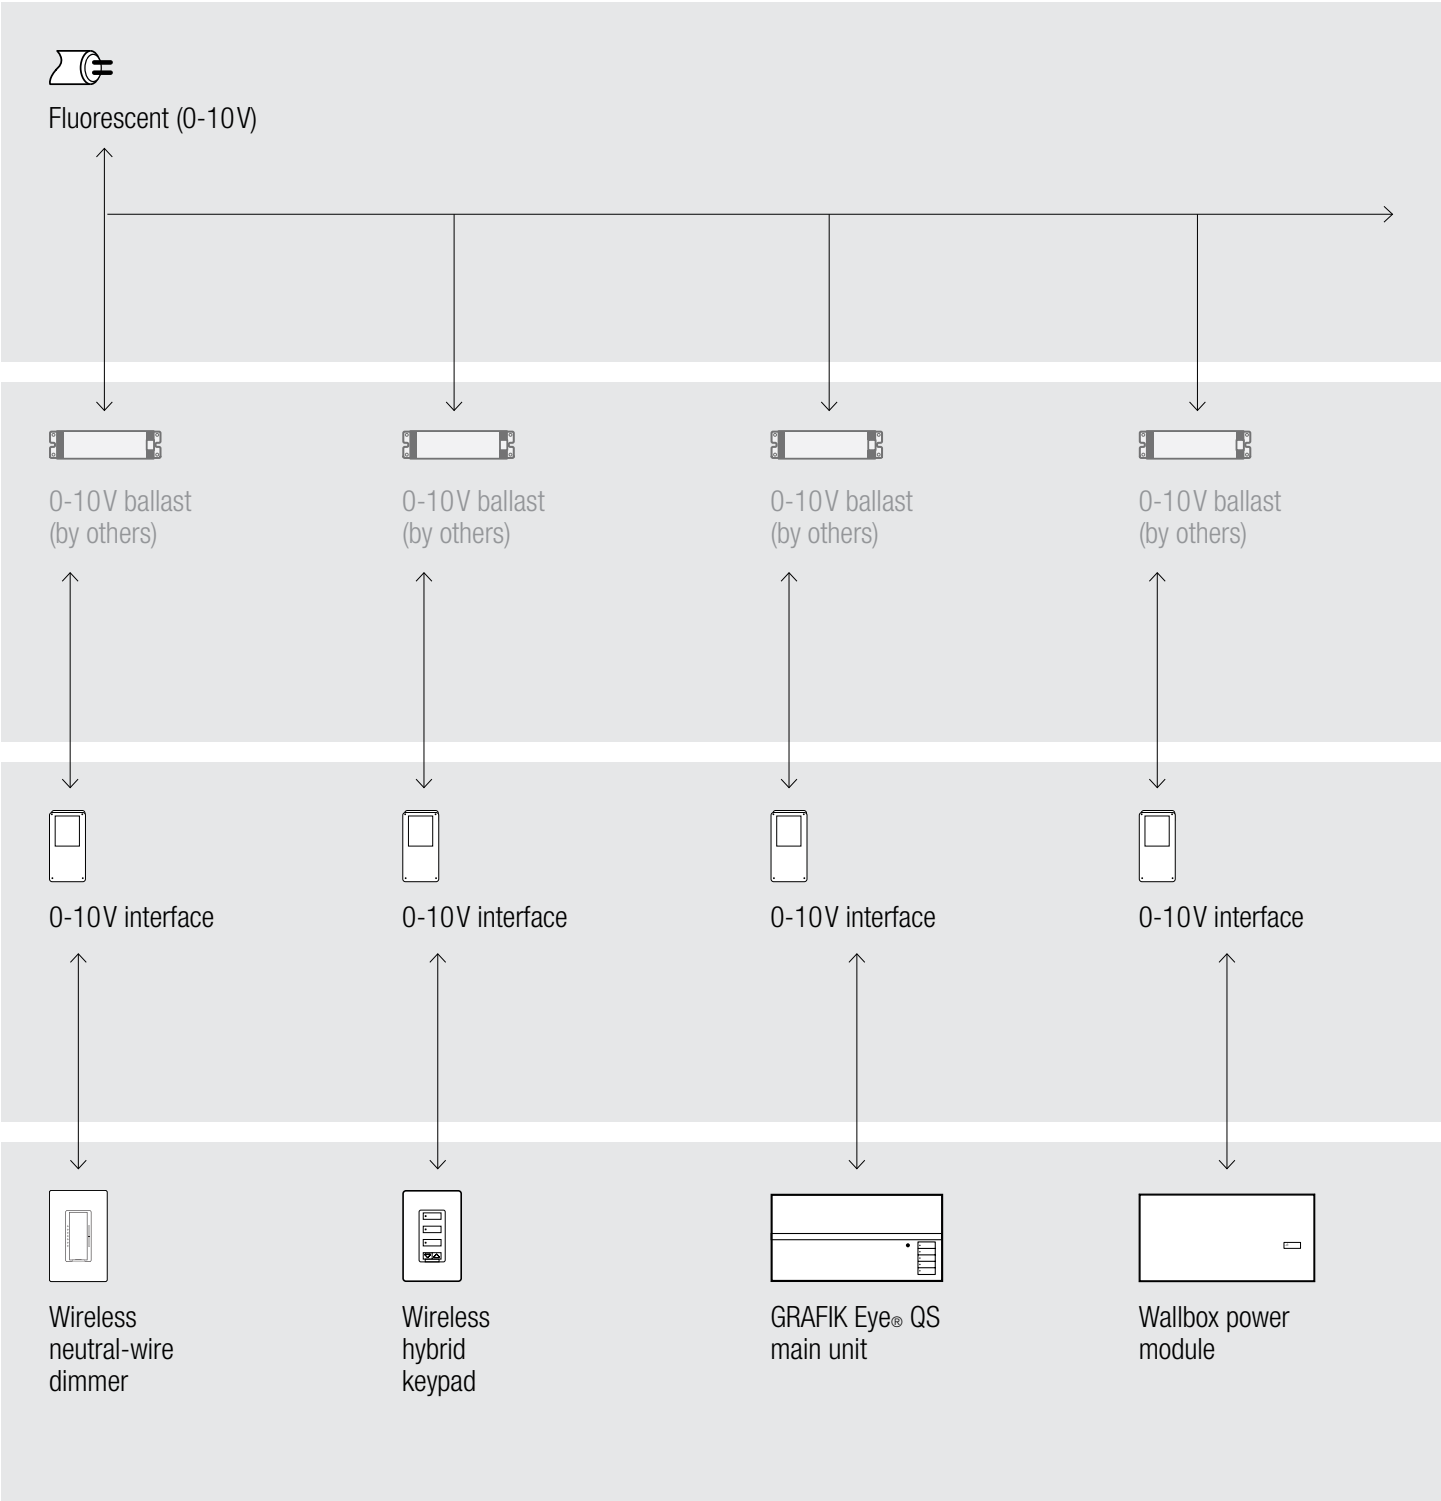 Fluorescent (0-10V)
0-10V ballast
(by others)
0-10V ballast
(by others)
0-10V ballast
(by others)
0-10V ballast
(by others)
0-10V interface
0-10V interface
0-10V interface
0-10V interface
Wireless
neutral-wire
dimmer
Wireless
hybrid
keypad
GRAFIK Eye® QS
main unit
Wallbox power
module